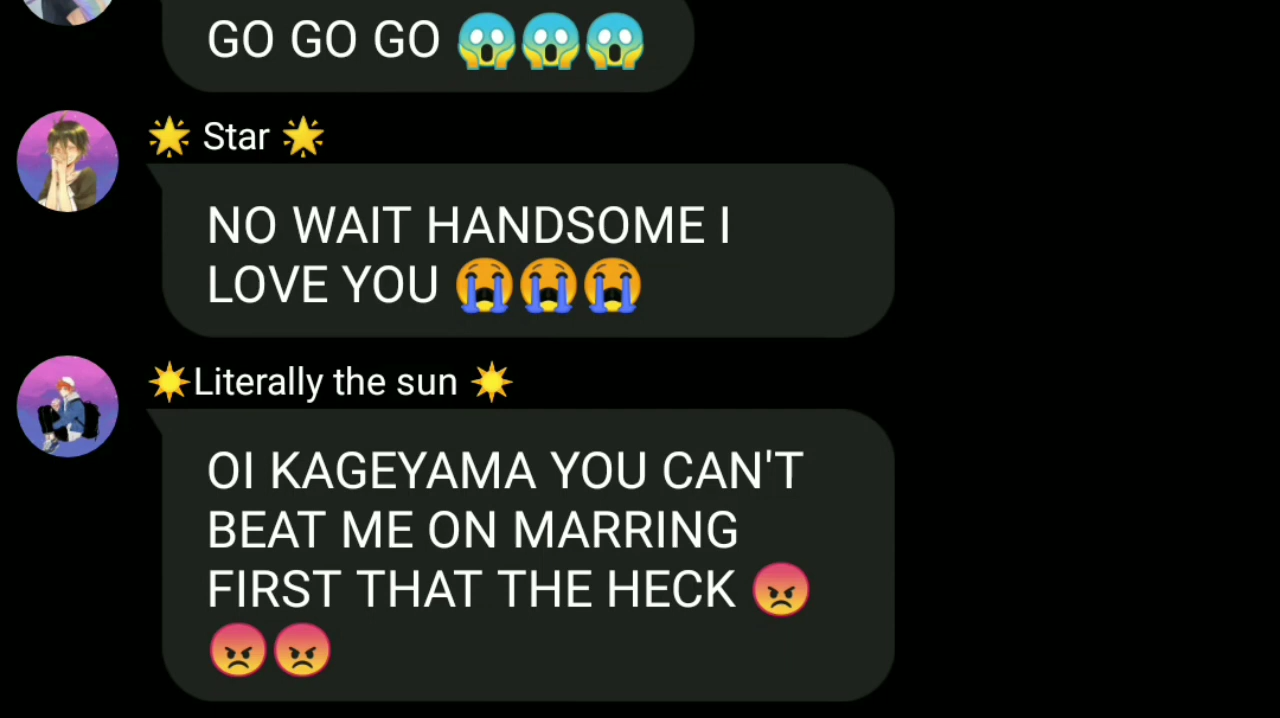 GO GO GO 😱😱😱
🌟 Star 🌟
NO WAIT HANDSOME I
LOVE YOU 😭😭😭
☀️Literally the sun ☀️
OI KAGEYAMA YOU CAN'T
BEAT ME ON MARRING
FIRST THAT THE HECK 😡
😡😡